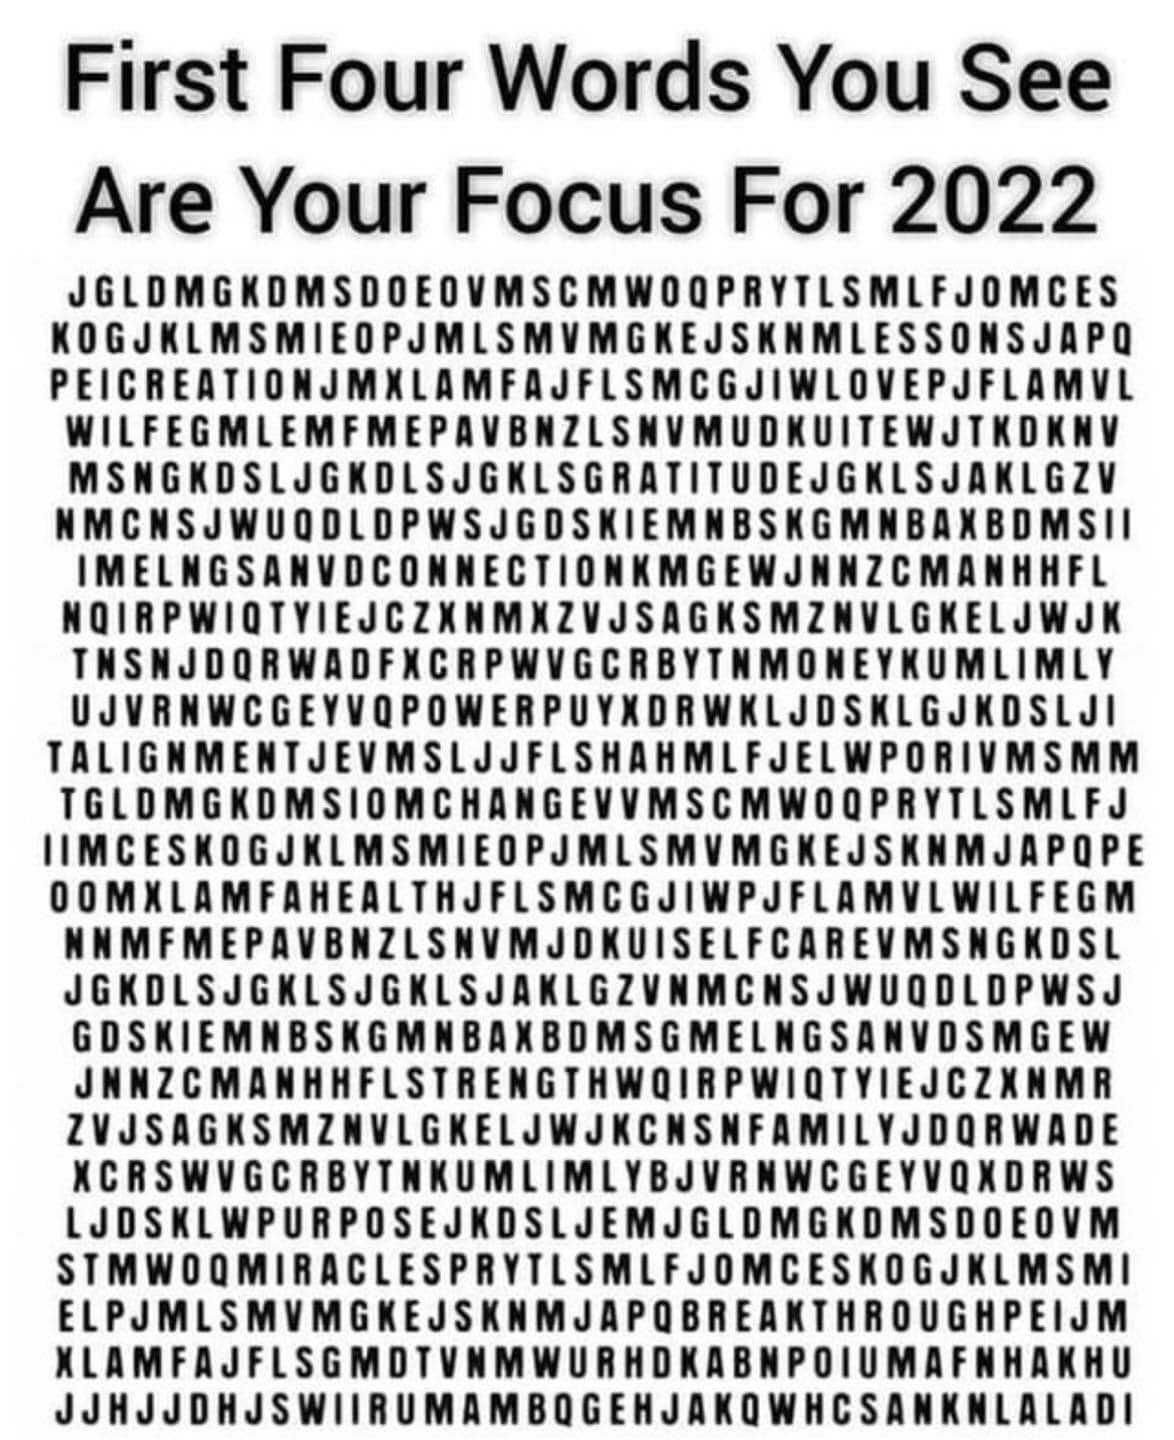 First Four Words You See
Are Your Focus For 2022
JGLDMGKDMSDOEOVMSCMWOQPRYTLSMLFJOMCES
KOGJKLMSMIEOPJMLSMVMGKEJSKNMLESSONSJAPQ
PEICREATIONJMXLAMFAJFLSMCGJIWLOVEPJFLAMVL
WILFEGMLEMFMEPAVBNZLSNVMUDKUITEWJTKDKNV
MSNGKDSLJGKDLSJGKLSGRATITUDEJGKLSJAKLGZV
NMCNSJWUQDLDPWSJGDSKIEMNBSKGMNBAXBDMSII
IMELNGSANVDCONNECTIONKMGEWJNNZCMANHHFL
NQIRPWIQTYIEJCZXNMXZVJSAGKSMZNVLGKELJWJK
TNSNJDQRWADFXCRPWVGCRBYTNMONEYKUMLIMLY
UJVRNWCGEYVQPOWERPUYXDRWKLJDSKLGJKDSLJI
TALIGNMENTJEVMSLJJFLSHAHMLFJELWPORIVMSMM
TGLDMGKDMSIOMCHANGEVVMSCMWOQPRYTLSMLFJ
IIMCESKOGJKLMSMIEOPJMLSMVMGKEJSKNMJAPQPE
OOMXLAMFAHEALTHJFLSMCGJIWPJFLAMVLWILFEGM
NNMFMEPAVBNZLSNVMJDKUISELFCAREVMSNGKDSL
JGKDLSJGKLSJGKLSJAKLGZVNMCNSJWUQDLDPWSJ
GDSKIEMNBSKGMNBAXBDMSGMELNGSANVDSMGEW
JNNZCMANHHFLSTRENGTHWQIRPWIQTYIEJCZXNMR
ZVJSAGKSMZNVLGKELJWJKCNSNFAMILYJDQRWADE
XCRSWVGCRBYTNKUMLIMLYBJVRNWCGEYVQXDRWS
LJDSKLWPURPOSEJKDSLJEMJGLDMGKDMSDOEOVM
STMWOQMIRACLESPRYTLSMLFJOMCESKOGJKLMSMI
ELPJMLSMVMGKEJSKNMJAPQBREAKTHROUGHPEIJM
XLAMFAJFLSGMDTVNMWURHDKABNPOIUMAFNHAKHU
JJHJJDHJSWIIRUMAMBQGEHJAKQWHCSANKNLALADI